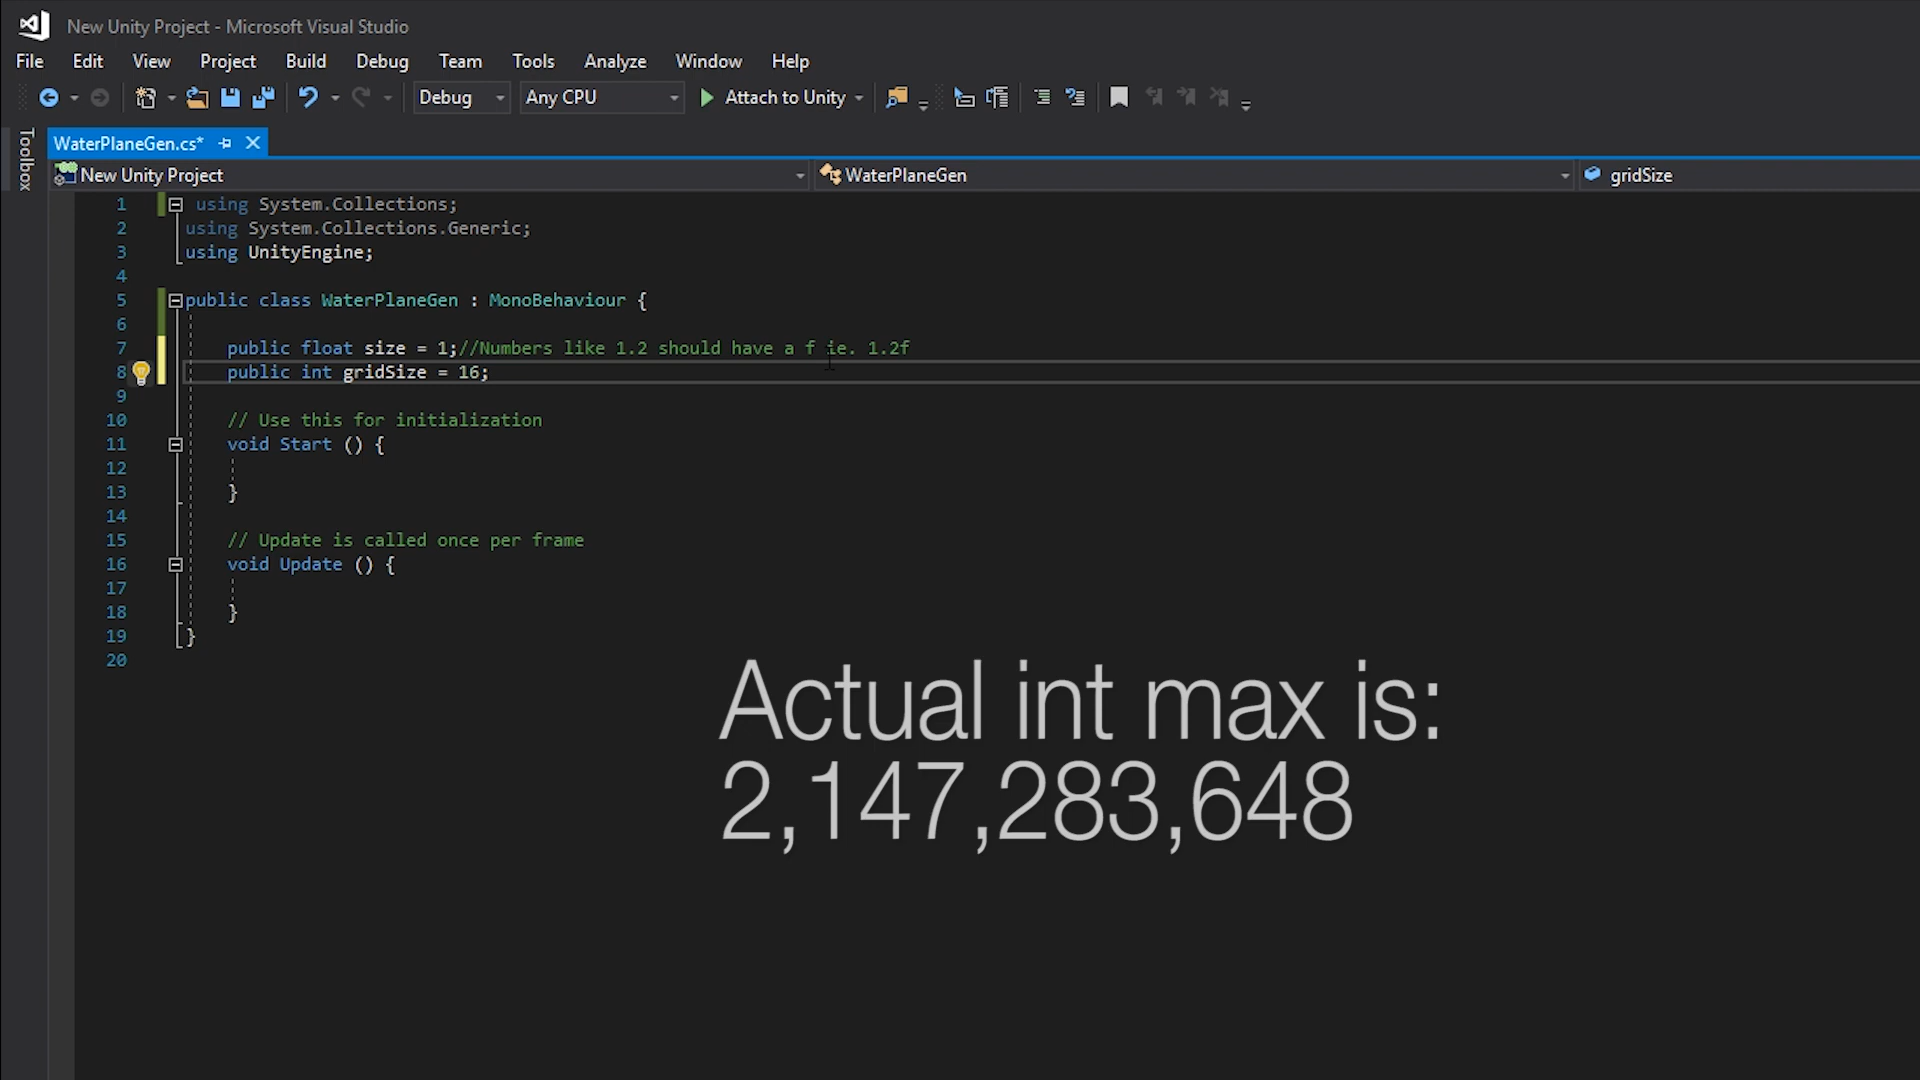 New Unity Project - Microsoft Visual Studio
File Edit View Project Build Debug Team Tools Analyze Window Help
Debug Any CPU Attach to Unity
Toolbox
WaterPlaneGen.cs*
New Unity Project WaterPlaneGen gridSize
1 using System.Collections;
2 using System.Collections.Generic;
3 using UnityEngine;
4
5 public class WaterPlaneGen : MonoBehaviour {
6
7 public float size = 1;//Numbers like 1.2 should have a f ie. 1.2f
8 public int gridSize = 16;
9
10 // Use this for initialization
11 void Start () {
12
13 }
14
15 // Update is called once per frame
16 void Update () {
17
18 }
19 }
20
Actual int max is:
2,147,283,648